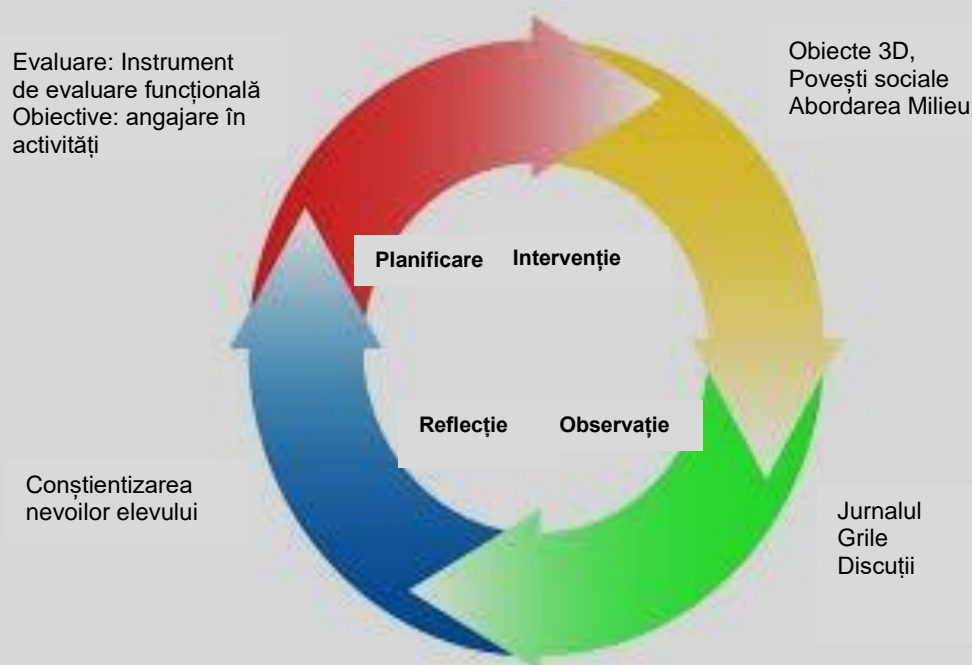 Evaluare: Instrument
de evaluare funcțională
Obiective: angajare în
activități
Obiecte 3D,
Povești sociale
Abordarea Milieu
Planificare
Intervenție
Reflecție
Observație
Conștientizarea
nevoilor elevului
Jurnalul
Grile
Discuții